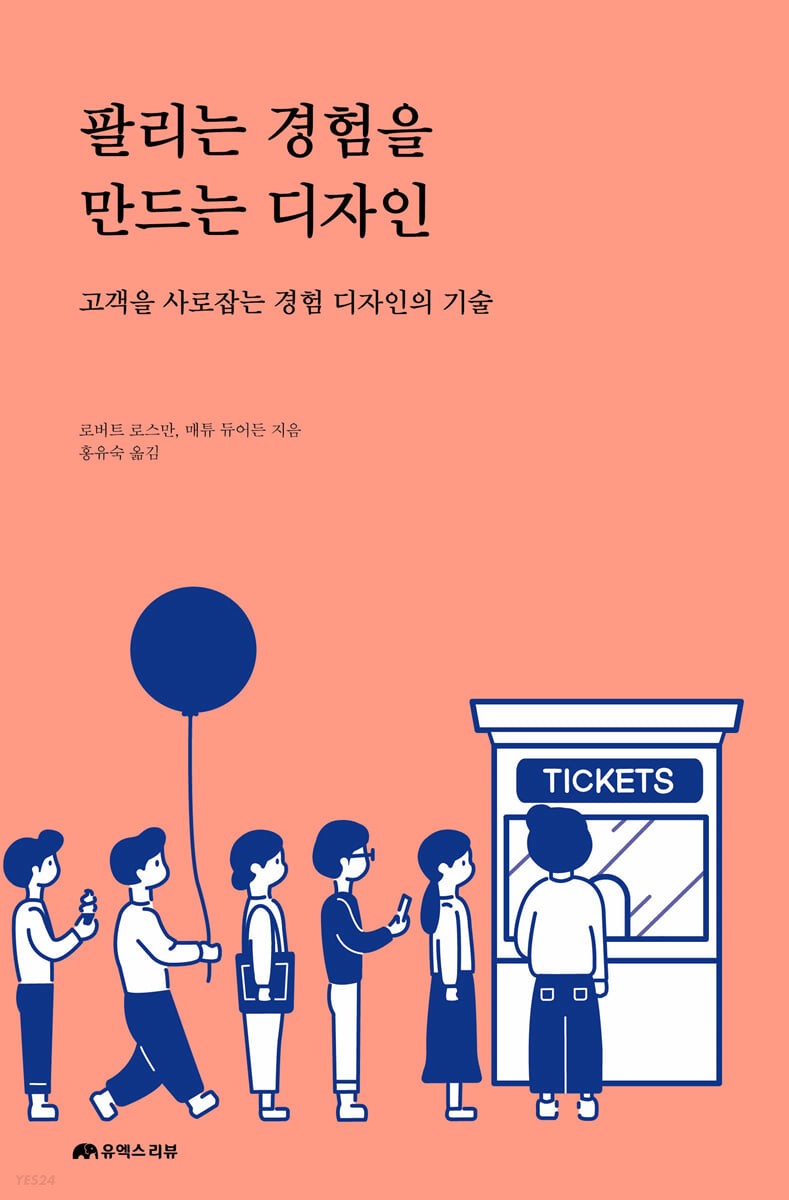 팔리는 경험을
만드는 디자인
고객을 사로잡는 경험 디자인의 기술
로버트 로스만, 매튜 듀어든 지음
홍유숙 옮김
TICKETS
유엑스 리뷰
YES24